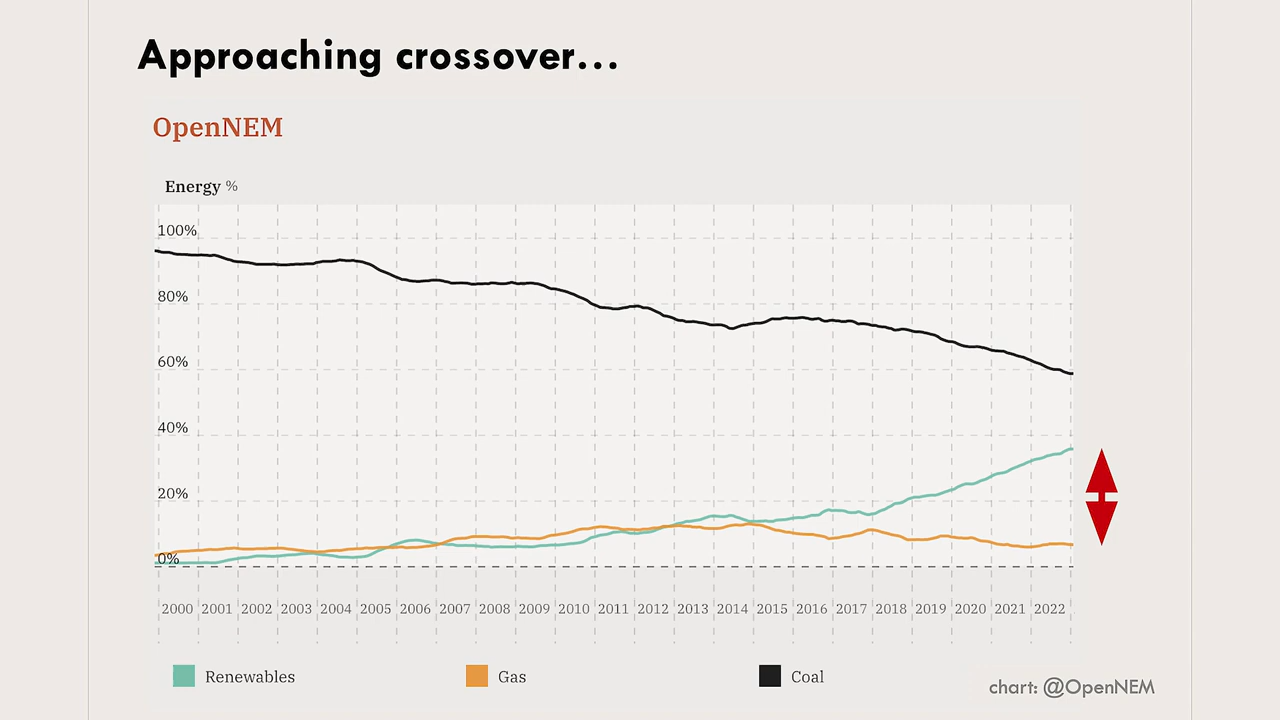 Approaching crossover...
OpenNEM
Energy %
100%
80%
60%
40%
20%
0%
2000 2001 2002 2003 2004 2005 2006 2007 2008 2009 2010 2011 2012 2013 2014 2015 2016 2017 2018 2019 2020 2021 2022
Renewables Gas Coal
chart: @OpenNEM